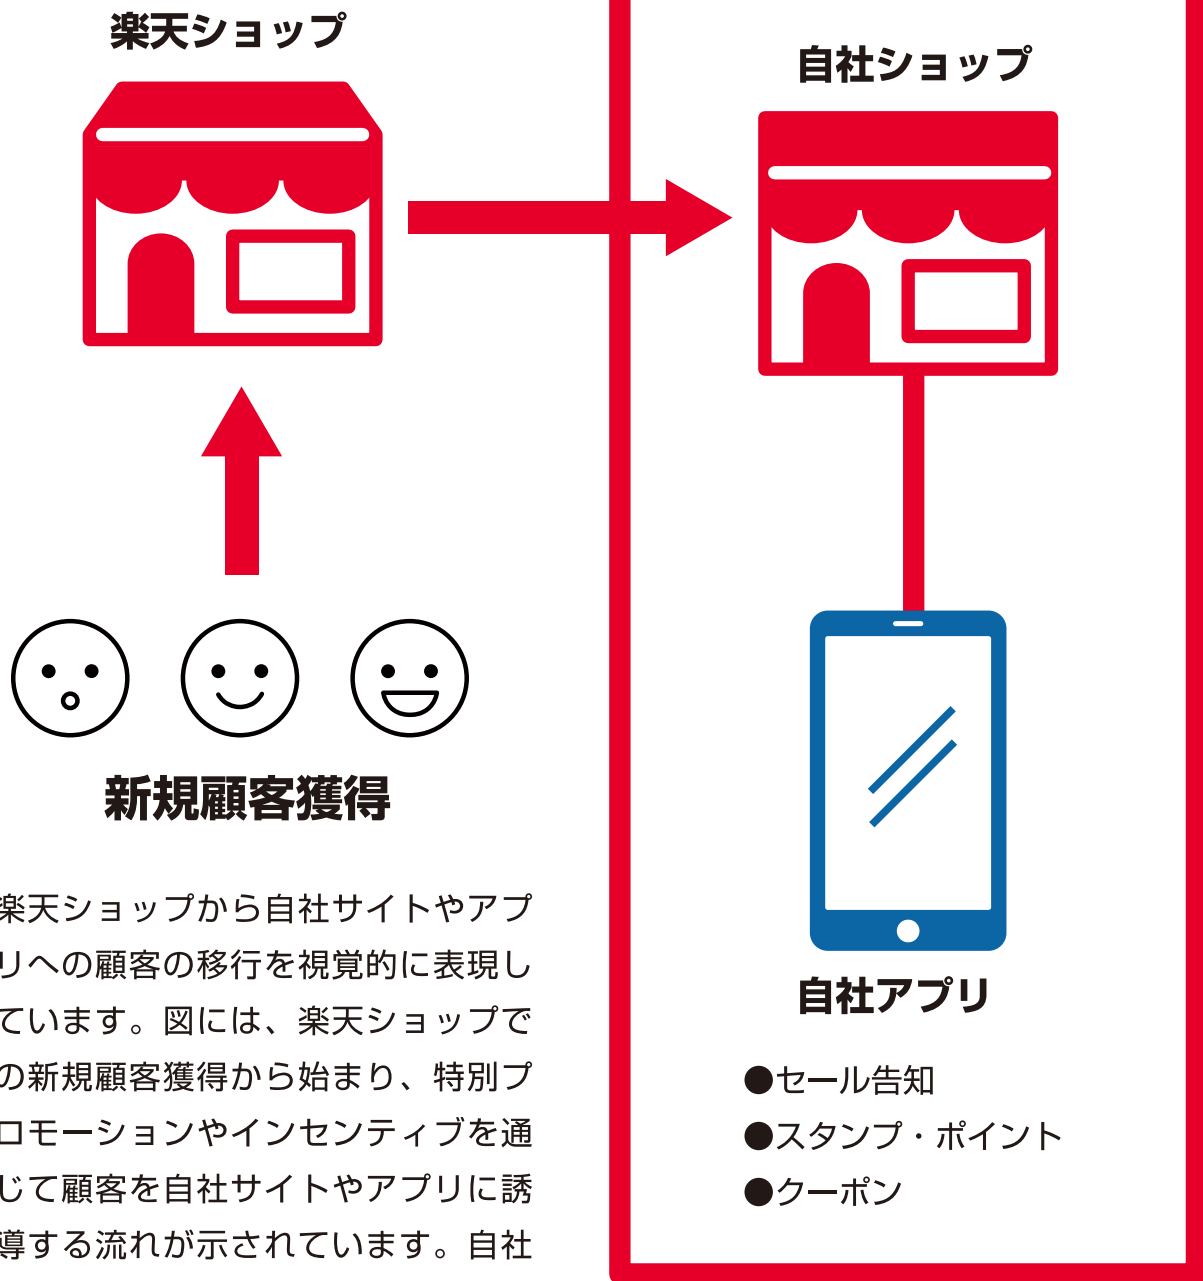 楽天ショップ
自社ショップ
新規顧客獲得
楽天ショップから自社サイトやアプ
リへの顧客の移行を視覚的に表現し
ています。図には、楽天ショップで
の新規顧客獲得から始まり、特別プ
ロモーションやインセンティブを通
じて顧客を自社サイトやアプリに誘
導する流れが示されています。自社
自社アプリ
●セール告知
●スタンプ・ポイント
●クーポン